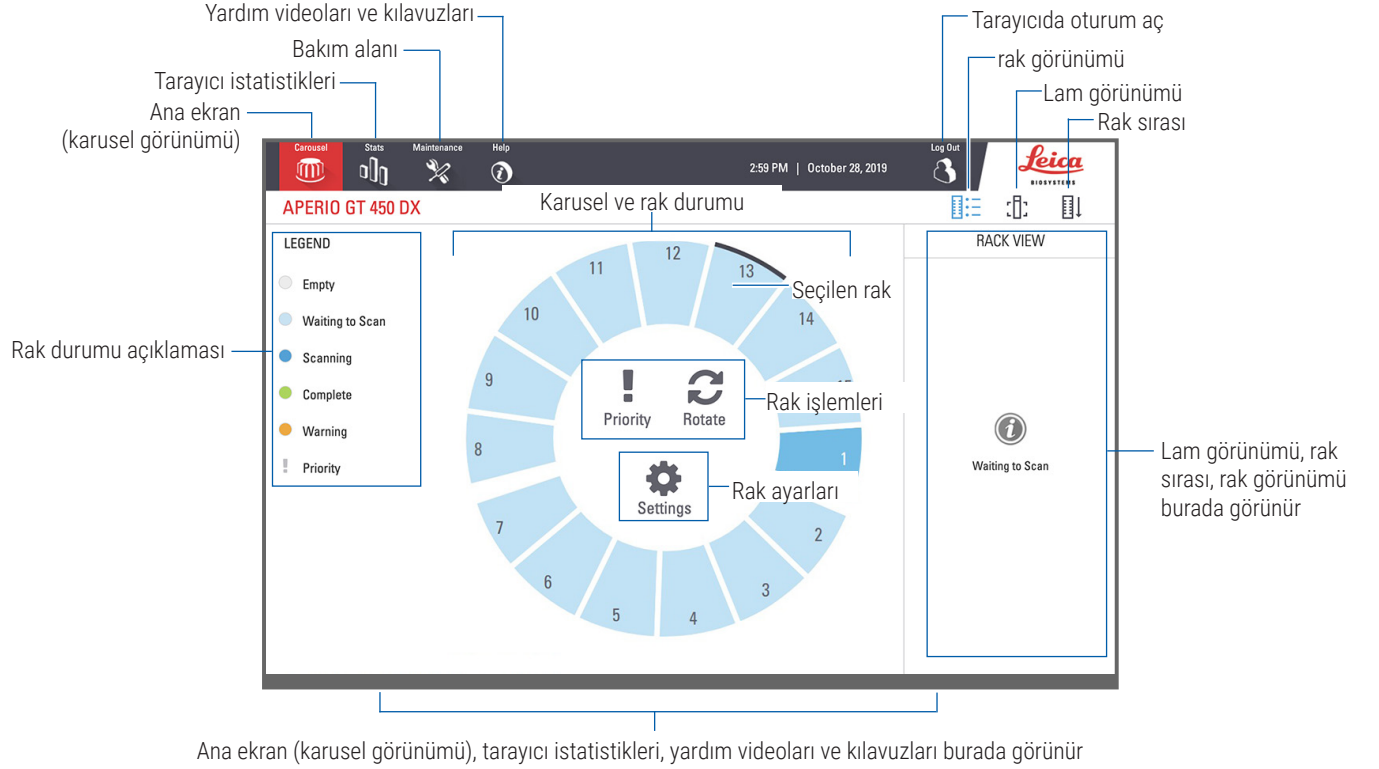 Yardım videoları ve kılavuzları
Tarayıcıda oturum aç
Bakım alanı
rak görünümü
Tarayıcı istatistikleri
Lam görünümü
Ana ekran
(karusel görünümü)
Rak sırası
Carousel
Stats
Maintenance
Help
2:59 PM | October 28, 2019
Log Out
Leica
BIOSYSTEMS
APERIO GT 450 DX
Karusel ve rak durumu
LEGEND
Empty
Waiting to Scan
Scanning
Complete
Warning
Priority
Rak durumu açıklaması
12
11
13
Seçilen rak
10
14
9
Priority
Rotate
Rak işlemleri
8
1
Settings
Rak ayarları
7
2
6
3
5
4
RACK VIEW
Waiting to Scan
Lam görünümü, rak
sırası, rak görünümü
burada görünür
Ana ekran (karusel görünümü), tarayıcı istatistikleri, yardım videoları ve kılavuzları burada görünür